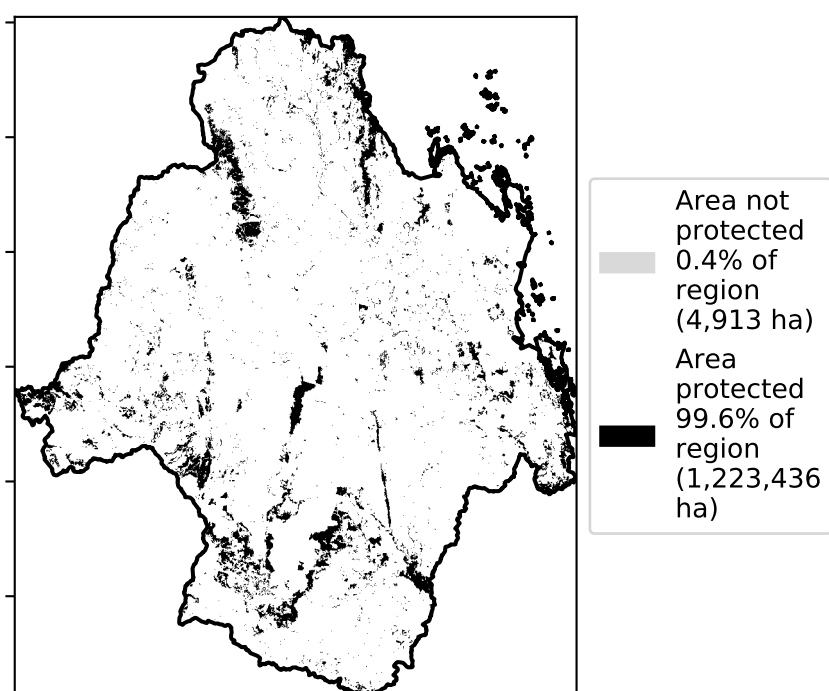 Area not
protected
0.4% of
region
(4,913 ha)
Area
protected
99.6% of
region
(1,223,436
ha)